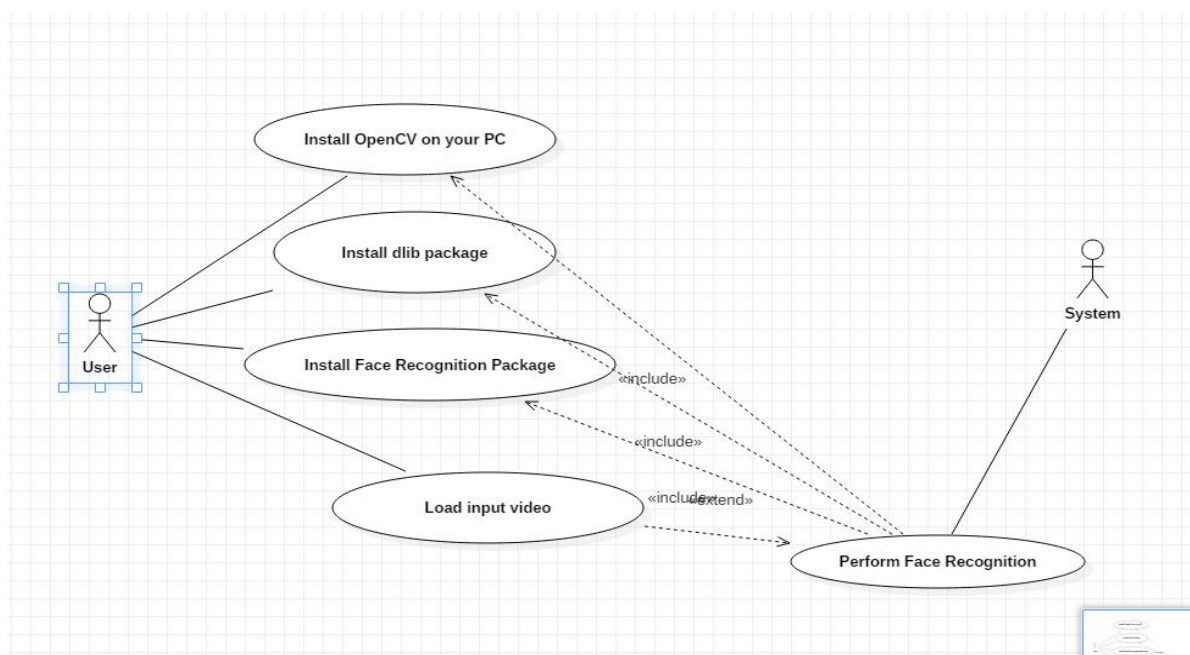 Install OpenCV on your PC
Install dlib package
System
User
Install Face Recognition Package
«include»
«include»
«include»
«extend»
Load input video
Perform Face Recognition